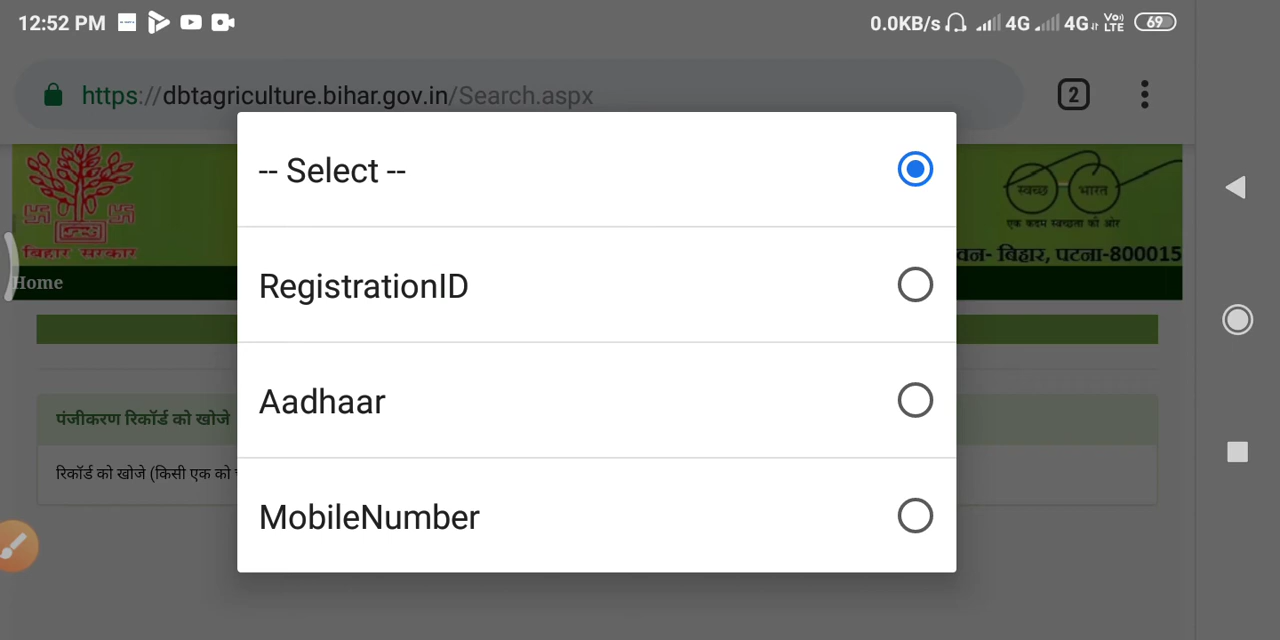 12:52 PM
0.0KB/s 4G 4G Vo) LTE 69
https://dbtagriculture.bihar.gov.in/Search.aspx
2
-- Select --
RegistrationID
Aadhaar
MobileNumber
बिहार सरकार
स्वच्छ भारत
एक कदम स्वच्छता की ओर
वन- बिहार, पटना-800015
Home
पंजीकरण रिकॉर्ड को खोजे
रिकॉर्ड को खोजे (किसी एक को